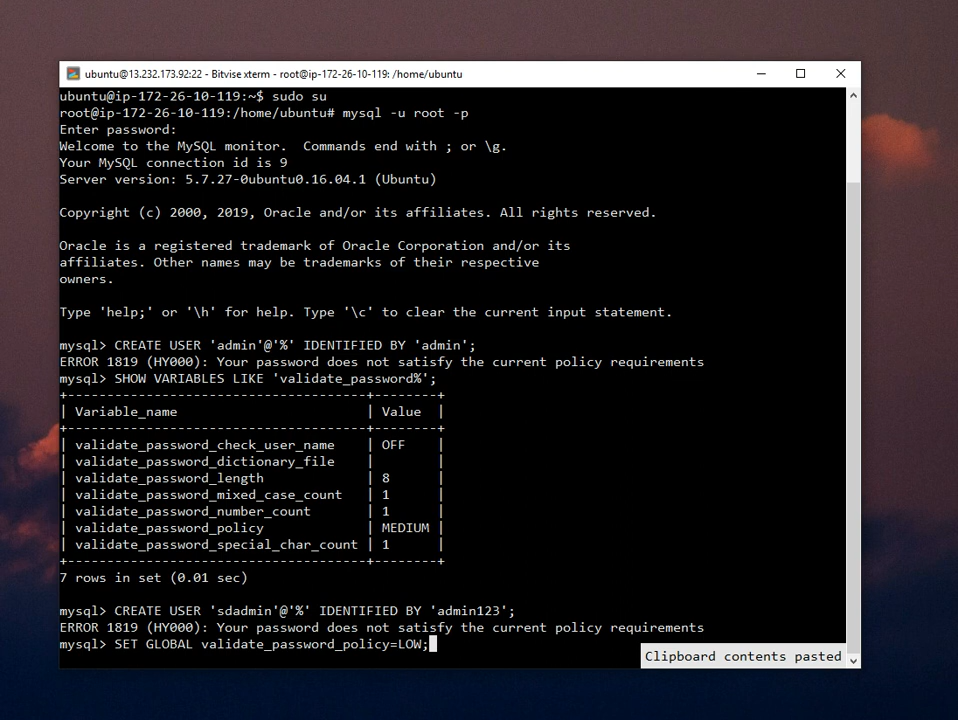 ubuntu@13.232.173.92:22 - Bitvise xterm - root@ip-172-26-10-119: /home/ubuntu
ubuntu@ip-172-26-10-119:~$ sudo su
root@ip-172-26-10-119:/home/ubuntu# mysql -u root -p
Enter password:
Welcome to the MySQL monitor.  Commands end with ; or \g.
Your MySQL connection id is 9
Server version: 5.7.27-0ubuntu0.16.04.1 (Ubuntu)
Copyright (c) 2000, 2019, Oracle and/or its affiliates. All rights reserved.
Oracle is a registered trademark of Oracle Corporation and/or its
affiliates. Other names may be trademarks of their respective
owners.
Type 'help;' or '\h' for help. Type '\c' to clear the current input statement.
mysql> CREATE USER 'admin'@'%' IDENTIFIED BY 'admin';
ERROR 1819 (HY000): Your password does not satisfy the current policy requirements
mysql> SHOW VARIABLES LIKE 'validate_password%';
+--------------------------------------+--------+
| Variable_name                        | Value  |
+--------------------------------------+--------+
| validate_password_check_user_name    | OFF    |
| validate_password_dictionary_file    |        |
| validate_password_length             | 8      |
| validate_password_mixed_case_count   | 1      |
| validate_password_number_count       | 1      |
| validate_password_policy             | MEDIUM |
| validate_password_special_char_count | 1      |
+--------------------------------------+--------+
7 rows in set (0.01 sec)
mysql> CREATE USER 'sdadmin'@'%' IDENTIFIED BY 'admin123';
ERROR 1819 (HY000): Your password does not satisfy the current policy requirements
mysql> SET GLOBAL validate_password_policy=LOW;
Clipboard contents pasted